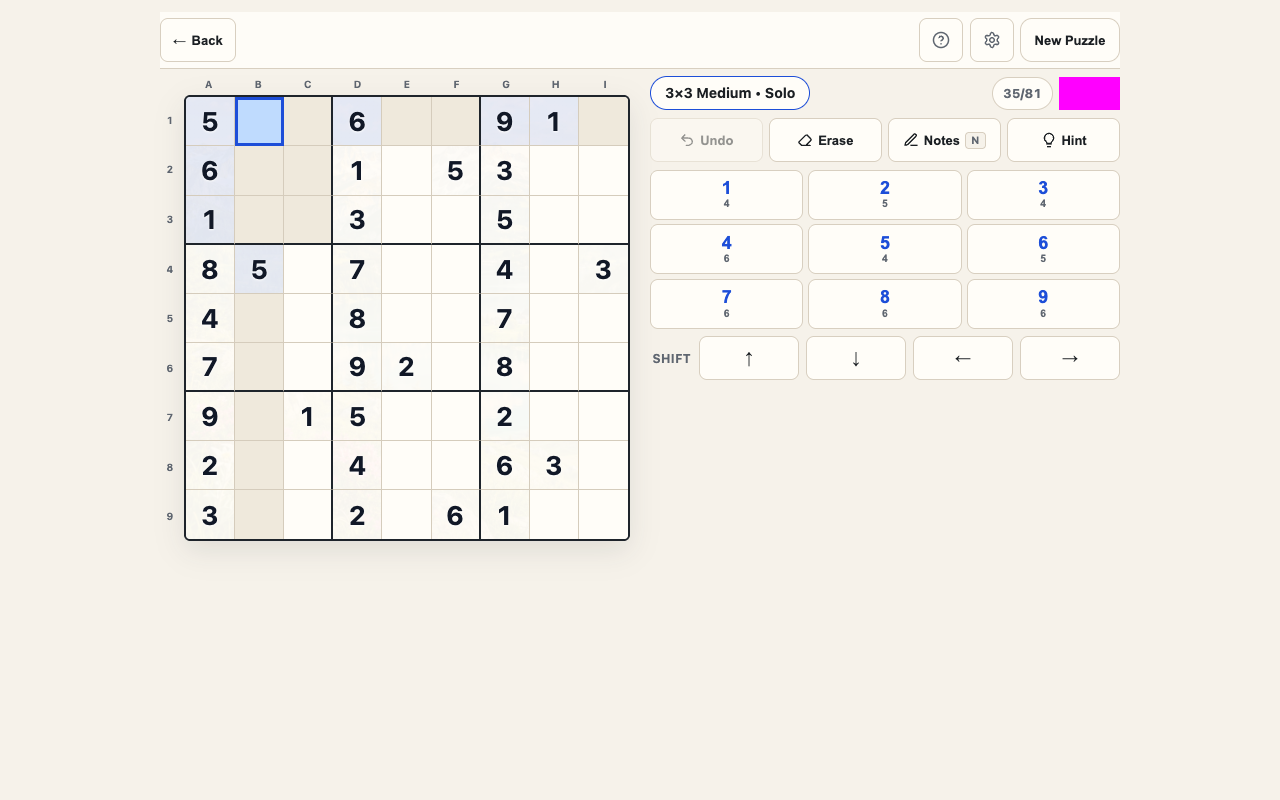 ← Back
New Puzzle
A B C D E F G H I
3×3 Medium • Solo
35/81
1 5 6 9 1
2 6 1 5 3
3 1 3 5
4 8 5 7 4 3
5 4 8 7
6 7 9 2 8
7 9 1 5 2
8 2 4 6 3
9 3 2 6 1
Undo
Erase
Notes N
Hint
1 2 3
4 5 4
4 5 6
6 4 5
7 8 9
6 6 6
SHIFT ↑ ↓ ← →